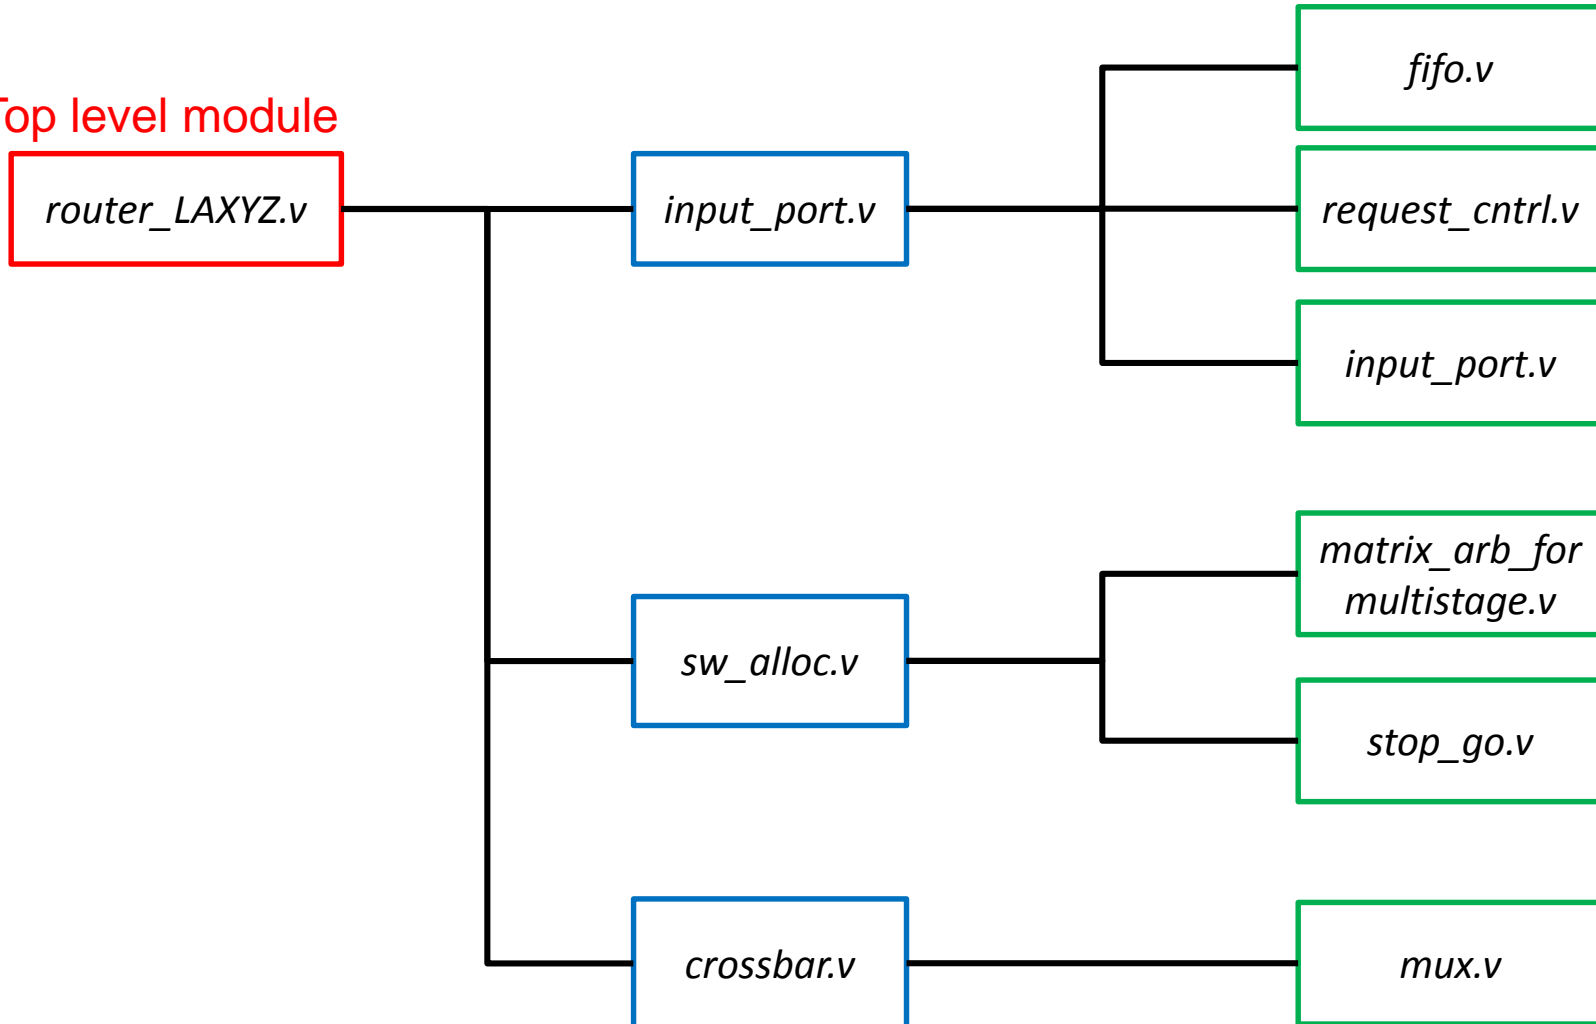 fifo.v
Top level module
router_LAXYZ.v
input_port.v
request_cntrl.v
input_port.v
matrix_arb_for
multistage.v
sw_alloc.v
stop_go.v
crossbar.v
mux.v